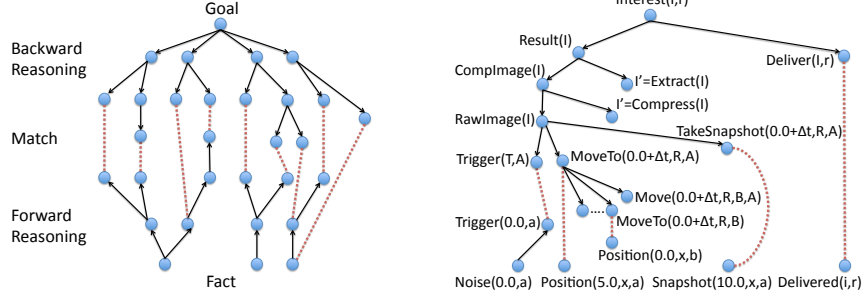 Goal
Backward
Reasoning
Match
Forward
Reasoning
Fact
Interest(I,r)
Result(I)
Deliver(I,r)
CompImage(I)
I'=Extract(I)
I'=Compress(I)
RawImage(I)
TakeSnapshot(0.0+Δt,R,A)
Trigger(T,A)
MoveTo(0.0+Δt,R,A)
Move(0.0+Δt,R,B,A)
Trigger(0.0,a)
MoveTo(0.0+Δt,R,B)
Position(0.0,x,b)
Noise(0.0,a)
Position(5.0,x,a)
Snapshot(10.0,x,a)
Delivered(i,r)